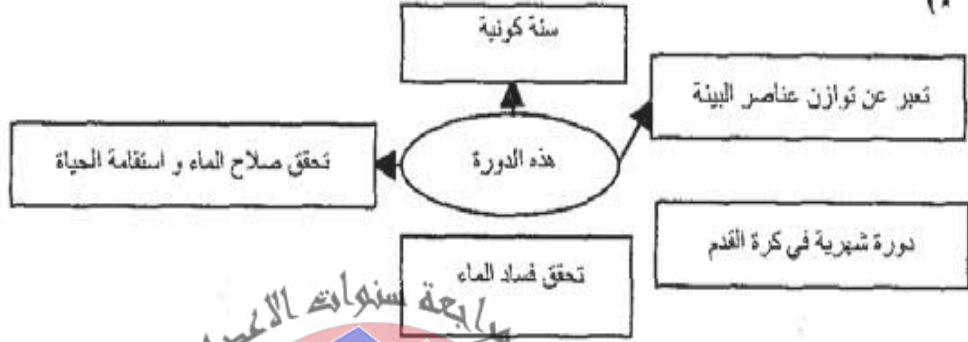 سنة كونية
تعبر عن توازن عناصر البيئة
هذه الدورة
تحقق صلاح الماء و استقامة الحياة
دورة شهرية في كرة القدم
تحقق فساد الماء
سنوات